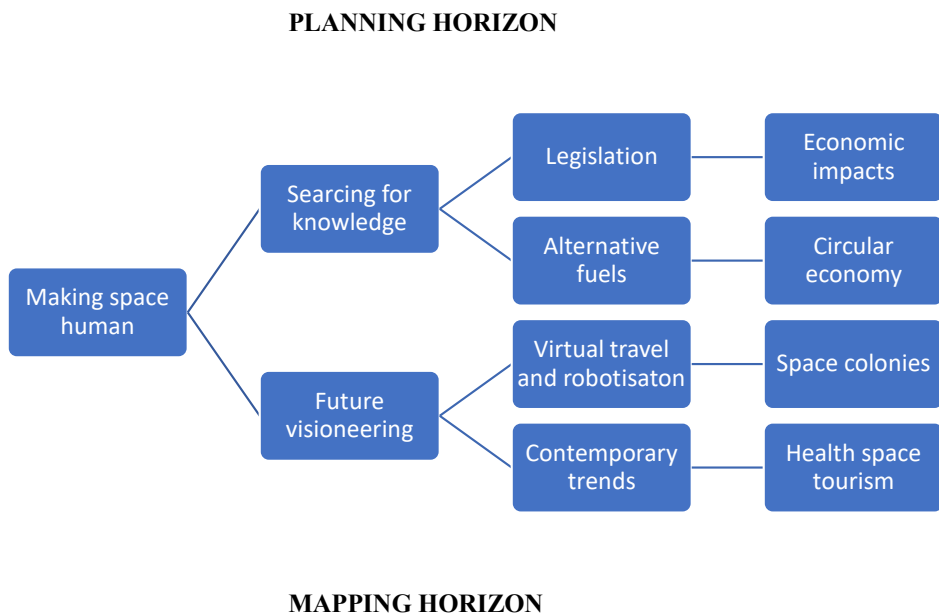 PLANNING HORIZON
Making space
human
Searcing for
knowledge
Legislation
Economic
impacts
Alternative
fuels
Circular
economy
Future
visioneering
Virtual travel
and robotisaton
Space colonies
Contemporary
trends
Health space
tourism
MAPPING HORIZON